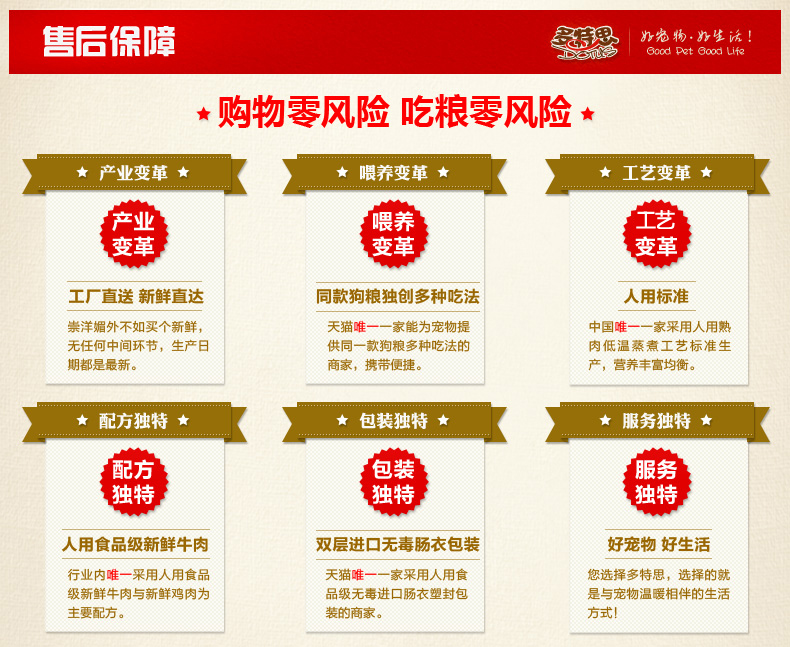 售后保障
多特思
好宠物·好生活！
Good Pet Good Life
购物零风险 吃粮零风险
产业变革
产业
变革
工厂直送 新鲜直达
崇洋媚外不如买个新鲜，
无任何中间环节，生产日
期都是最新。
喂养变革
喂养
变革
同款狗粮独创多种吃法
天猫唯一一家能为宠物提
供同一款狗粮多种吃法的
商家，携带便捷。
工艺变革
工艺
变革
人用标准
中国唯一一家采用人用熟
肉低温蒸煮工艺标准生
产，营养丰富均衡。
配方独特
配方
独特
人用食品级新鲜牛肉
行业内唯一采用人用食品
级新鲜牛肉与新鲜鸡肉为
主要配方。
包装独特
包装
独特
双层进口无毒肠衣包装
天猫唯一一家采用人用食
品级无毒进口肠衣塑封包
装的商家。
服务独特
服务
独特
好宠物 好生活
您选择多特思，选择的就
是与宠物温暖相伴的生活
方式！